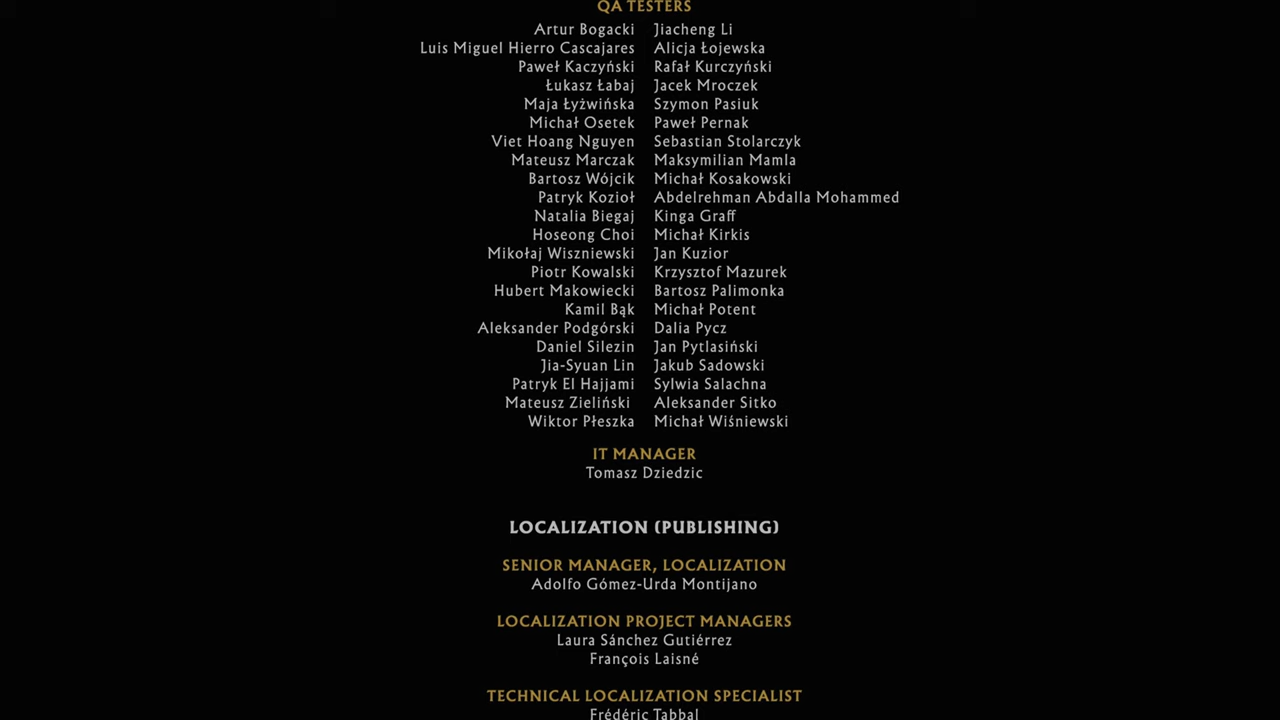 QA TESTERS
Artur Bogacki Jiacheng Li
Luis Miguel Hierro Cascajares Alicja Łojewska
Paweł Kaczyński Rafał Kurczyński
Łukasz Łabaj Jacek Mroczek
Maja Łyżwińska Szymon Pasiuk
Michał Osetek Paweł Pernak
Viet Hoang Nguyen Sebastian Stolarczyk
Mateusz Marczak Maksymilian Mamla
Bartosz Wójcik Michał Kosakowski
Patryk Kozioł Abdelrehman Abdalla Mohammed
Natalia Biegaj Kinga Graff
Hoseong Choi Michał Kirkis
Mikołaj Wiszniewski Jan Kuzior
Piotr Kowalski Krzysztof Mazurek
Hubert Makowiecki Bartosz Palimonka
Kamil Bąk Michał Potent
Aleksander Podgórski Dalia Pycz
Daniel Silezin Jan Pytlasiński
Jia-Syuan Lin Jakub Sadowski
Patryk El Hajjami Sylwia Salachna
Mateusz Zieliński Aleksander Sitko
Wiktor Płeszka Michał Wiśniewski
IT MANAGER
Tomasz Dziedzic
LOCALIZATION (PUBLISHING)
SENIOR MANAGER, LOCALIZATION
Adolfo Gómez-Urda Montijano
LOCALIZATION PROJECT MANAGERS
Laura Sánchez Gutiérrez
François Laisné
TECHNICAL LOCALIZATION SPECIALIST
Frédéric Tabbal